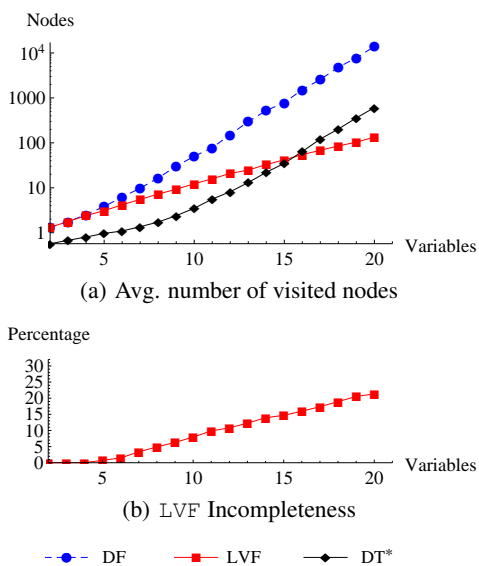 Nodes
10⁴
1000
100
10
1
5 10 15 20 Variables
(a) Avg. number of visited nodes
Percentage
30
25
20
15
10
5
0
5 10 15 20 Variables
(b) LVF Incompleteness
DF LVF DT*